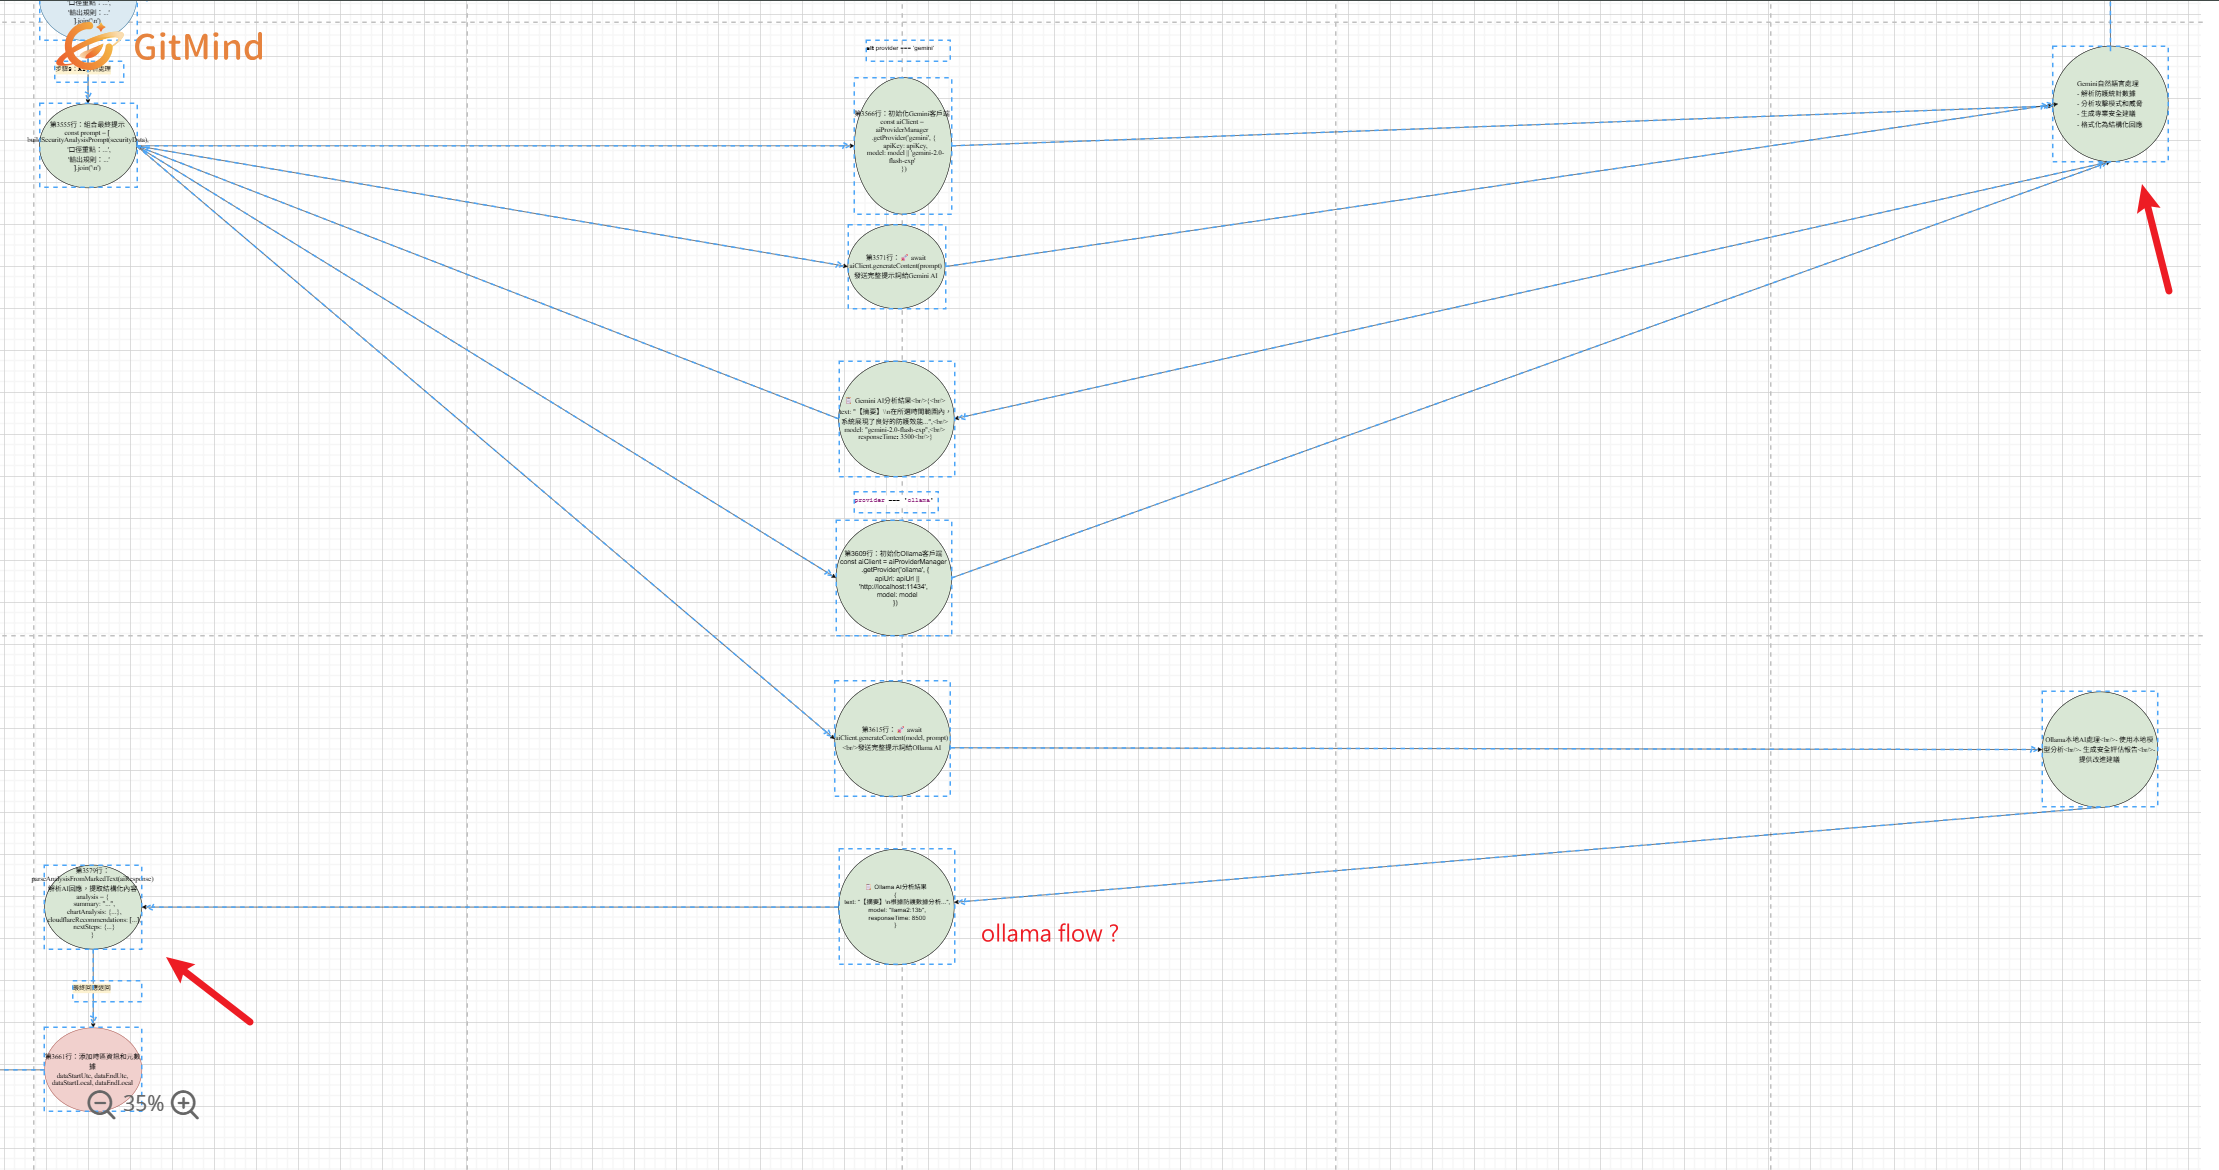 口徑重點：...',
'輸出規則：...'
].join('\n')
GitMind
第3555行：組合最終提示
const prompt = [
buildSecurityAnalysisPrompt(securityData),
'口徑重點：...',
'輸出規則：...'
].join('\n')
alt provider === 'gemini'
第3566行：初始化Gemini客戶端
const aiClient =
aiProviderManager
.getProvider('gemini', {
apiKey: apiKey,
model: model || 'gemini-2.0-
flash-exp'
})
第3571行：🚀 await
aiClient.generateContent(prompt)
發送完整提示詞給Gemini AI
Gemini自然語言處理
- 解析防護統計數據
- 分析攻擊模式和威脅
- 生成專業安全建議
- 格式化為結構化回應
Gemini AI分析結果<br/>{<br/>
text: "【摘要】\\n在所選時間範圍內，
系統展現了良好的防護效能...",<br/>
model: "gemini-2.0-flash-exp",<br/>
responseTime: 3500<br/>}
provider === 'ollama'
第3609行：初始化Ollama客戶端
const aiClient = aiProviderManager
.getProvider('ollama', {
apiUrl: apiUrl ||
'http://localhost:11434',
model: model
})
第3615行：🚀 await
aiClient.generateContent(model, prompt)
<br/>發送完整提示詞給Ollama AI
Ollama本地AI處理<br/>- 使用本地模
型分析<br/>- 生成安全評估報告<br/>-
提供改進建議
Ollama AI分析結果
{
text: "【摘要】\n根據防護數據分析...",
model: "llama2:13b",
responseTime: 8500
}
ollama flow ?
第3579行：
parseAnalysisFromMarkedText(aiResponse)
解析AI回應，提取結構化內容
analysis = {
summary: "...",
chartAnalysis: {...},
cloudflareRecommendations: [...],
nextSteps: {...}
}
最終回應返回
第3661行：添加時區資訊和元數
據
dataStartUtc, dataEndUtc,
dataStartLocal, dataEndLocal
35%